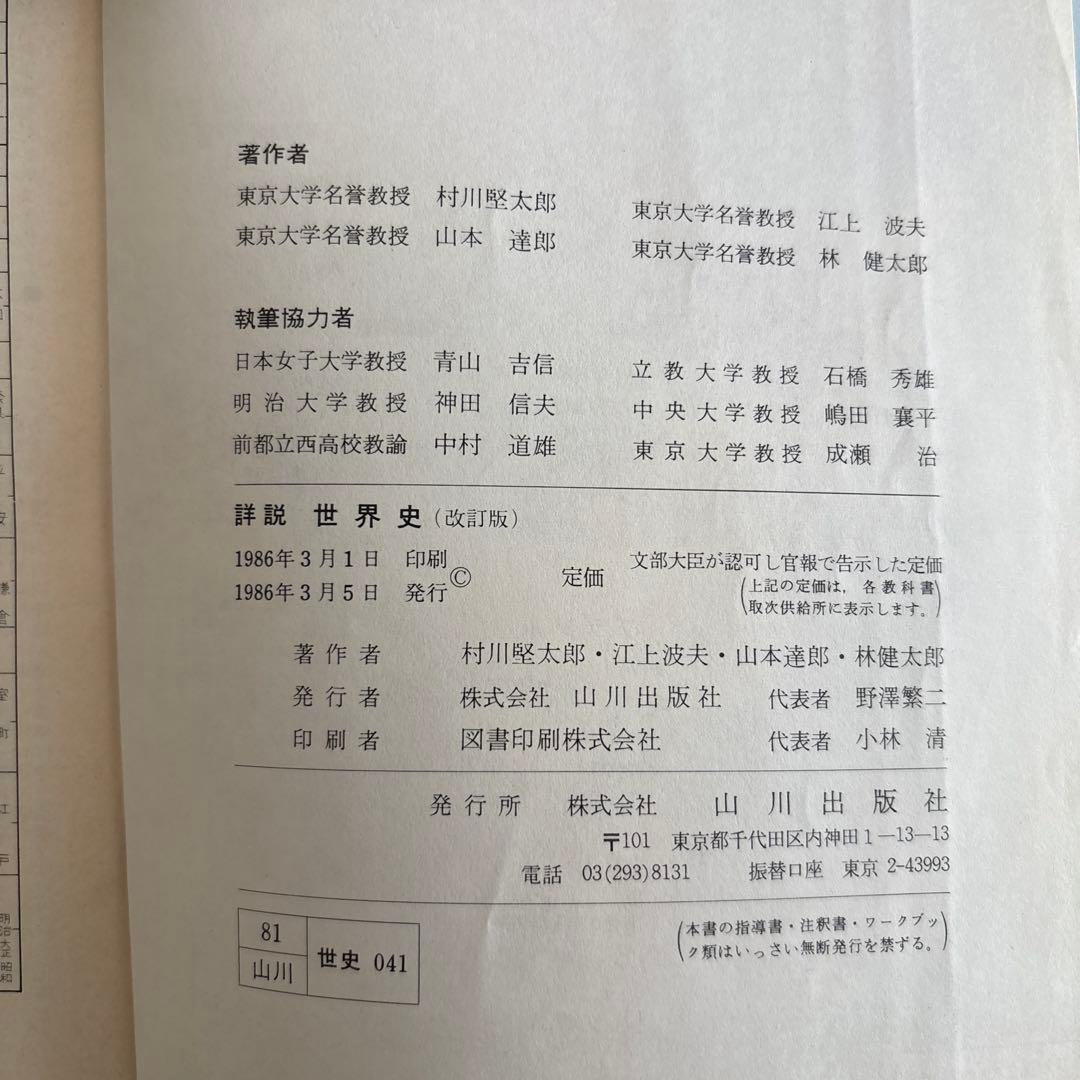 著作者
東京大学名誉教授 村川堅太郎 東京大学名誉教授 江上 波夫
東京大学名誉教授 山本 達郎 東京大学名誉教授 林 健太郎
執筆協力者
日本女子大学教授 青山 吉信 立教大学教授 石橋 秀雄
明治大学教授 神田 信夫 中央大学教授 嶋田 襄平
前都立西高校教諭 中村 道雄 東京大学教授 成瀬 治
詳説 世界史(改訂版)
1986年3月1日 印刷
1986年3月5日 発行 © 定価 文部大臣が認可し官報で告示した定価
(上記の定価は,各教科書
取次供給所に表示します。)
著作者 村川堅太郎・江上波夫・山本達郎・林健太郎
発行者 株式会社 山川出版社 代表者 野澤繁二
印刷者 図書印刷株式会社 代表者 小林 清
発行所 株式会社 山川出版社
〒101 東京都千代田区内神田1―13―13
電話 03(293)8131 振替口座 東京 2-43993
81
山川
世史 041
(本書の指導書・注釈書・ワークブッ
ク類はいっさい無断発行を禁ずる。)
安
鎌
倉
室
町
江
戸
明治
大正
昭和